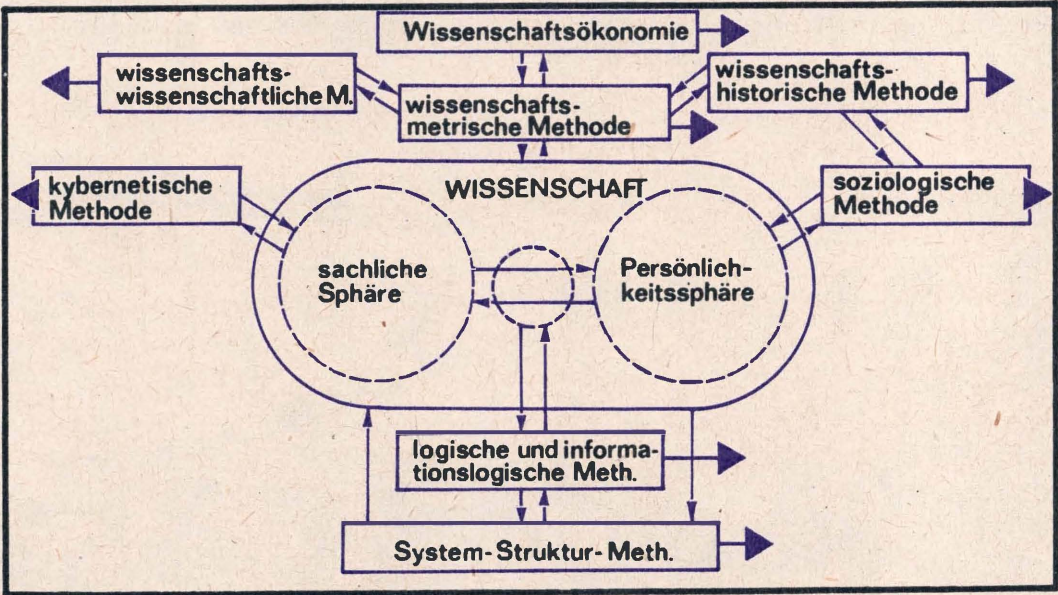 Wissenschaftsökonomie
wissenschafts-
wissenschaftliche M.
wissenschafts-
metrische Methode
wissenschafts-
historische Methode
kybernetische
Methode
WISSENSCHAFT
soziologische
Methode
sachliche
Sphäre
Persönlich-
keitssphäre
logische und informa-
tionslogische Meth.
System-Struktur-Meth.